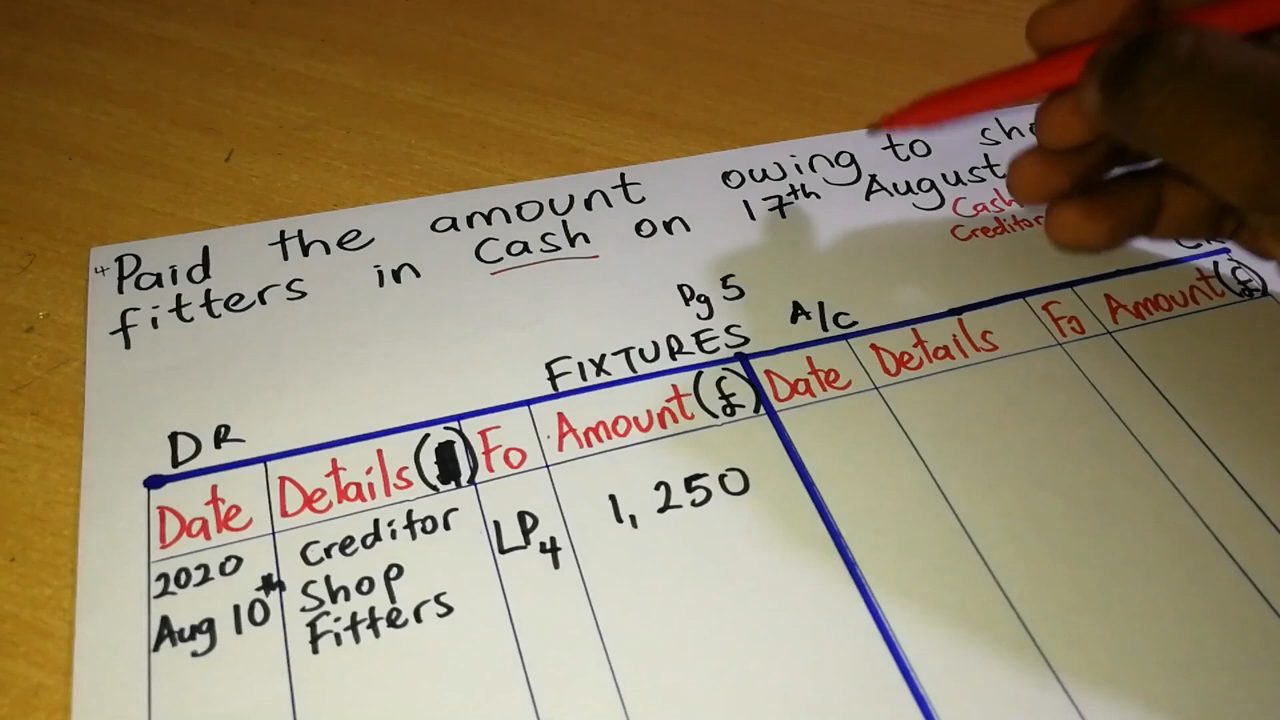 4 Paid the amount owing to
fitters in Cash on 17th August
Cash
Creditor
Pg 5
DR FIXTURES A/C
Date Details Fo Amount(£) Date Details Fo Amount(£)
2020 Creditor LP4 1,250
Aug 10th Shop
Fitters